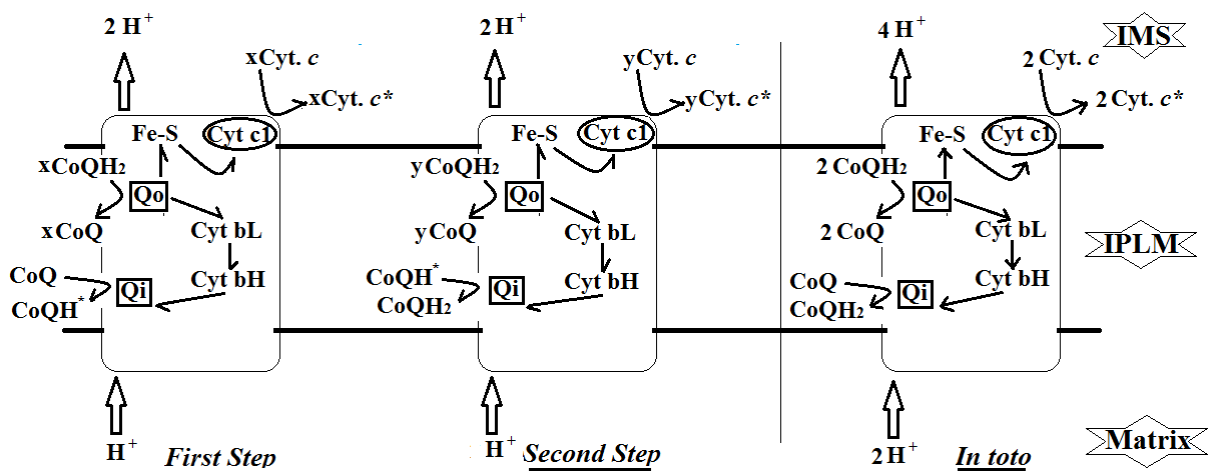 2 H⁺
xCyt. c
xCyt. c*
Fe-S
Cyt c1
xCoQH₂
Qo
xCoQ
Cyt bL
CoQ
Qi
Cyt bH
CoQH*
H⁺
First Step
2 H⁺
yCyt. c
yCyt. c*
Fe-S
Cyt c1
yCoQH₂
Qo
yCoQ
Cyt bL
CoQH*
Qi
Cyt bH
CoQH₂
H⁺
Second Step
4 H⁺
2 Cyt. c
2 Cyt. c*
Fe-S
Cyt c1
2 CoQH₂
Qo
2 CoQ
Cyt bL
CoQ
Qi
Cyt bH
CoQH₂
2 H⁺
In toto
IMS
IPLM
Matrix